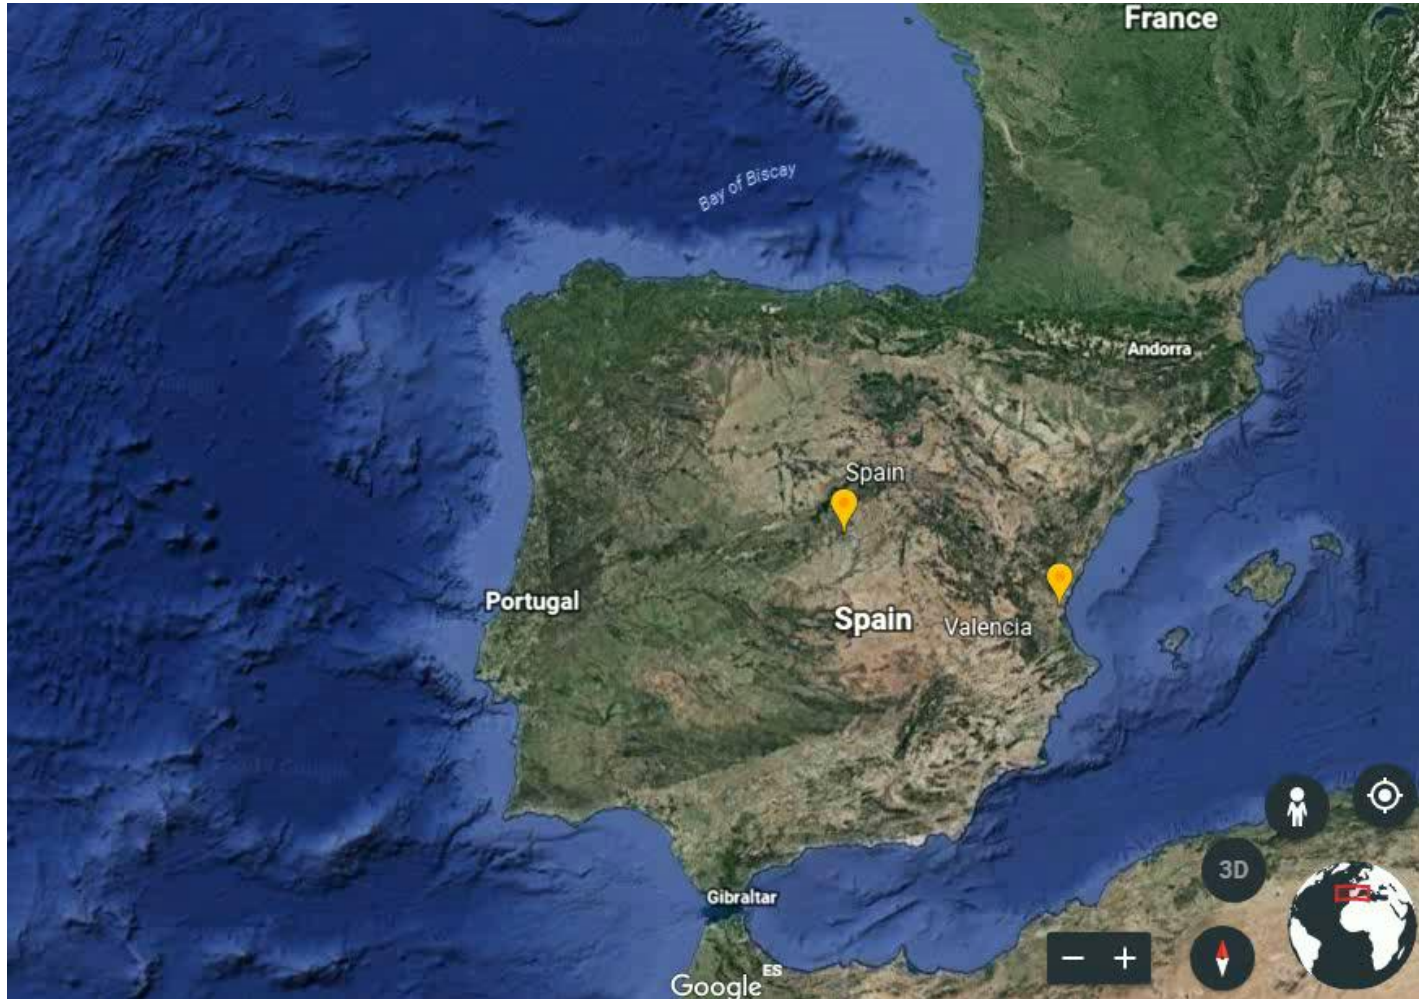 France
Bay of Biscay
Andorra
Spain
Portugal
Spain
Valencia
3D
Gibraltar
ES
Google